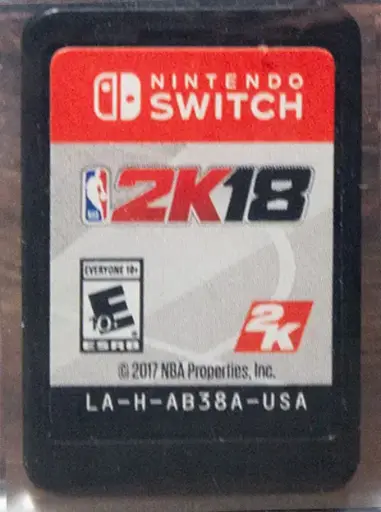 NINTENDO
SWITCH
NBA 2K18
EVERYONE 10+
E
10+
ESRB
2K
© 2017 NBA Properties, Inc.
LA-H-AB38A-USA